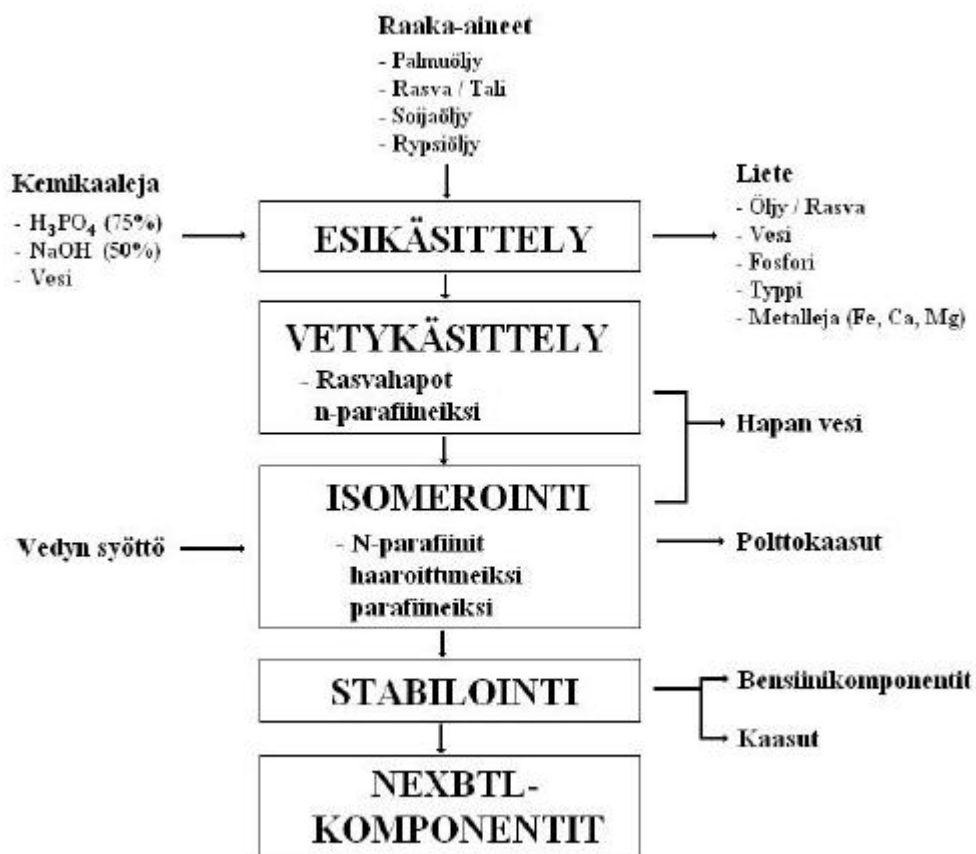 Raaka-aineet
- Palmuöljy
- Rasva / Tali
- Soijaöljy
- Rypsiöljy
Kemikaaleja
- H₃PO₄ (75%)
- NaOH (50%)
- Vesi
ESIKÄSITTELY
Liete
- Öljy / Rasva
- Vesi
- Fosfori
- Typpi
- Metalleja (Fe, Ca, Mg)
VETYKÄSITTELY
- Rasvahapot
n-parafiineiksi
Hapan vesi
ISOMEROINTI
- N-parafiinit
haaroittuneiksi
parafiineiksi
Vedyn syöttö
Polttokaasut
STABILOINTI
Bensiinikomponentit
Kaasut
NEXBTL-
KOMPONENTIT